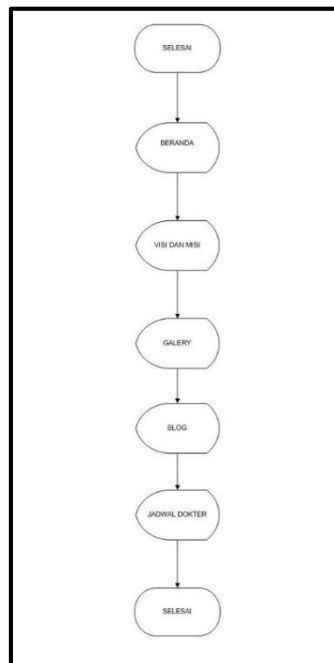 SELESAI
BERANDA
VISI DAN MISI
GALERY
BLOG
JADWAL DOKTER
SELESAI